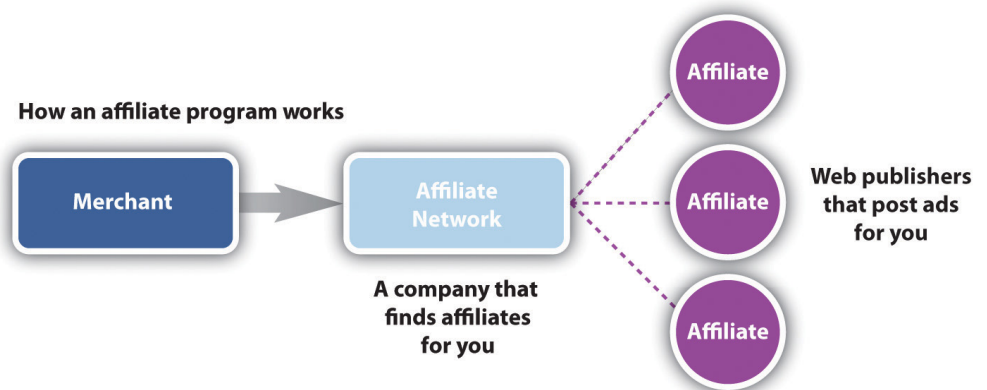 How an affiliate program works
Merchant
Affiliate
Network
A company that
finds affiliates
for you
Affiliate
Affiliate
Affiliate
Web publishers
that post ads
for you